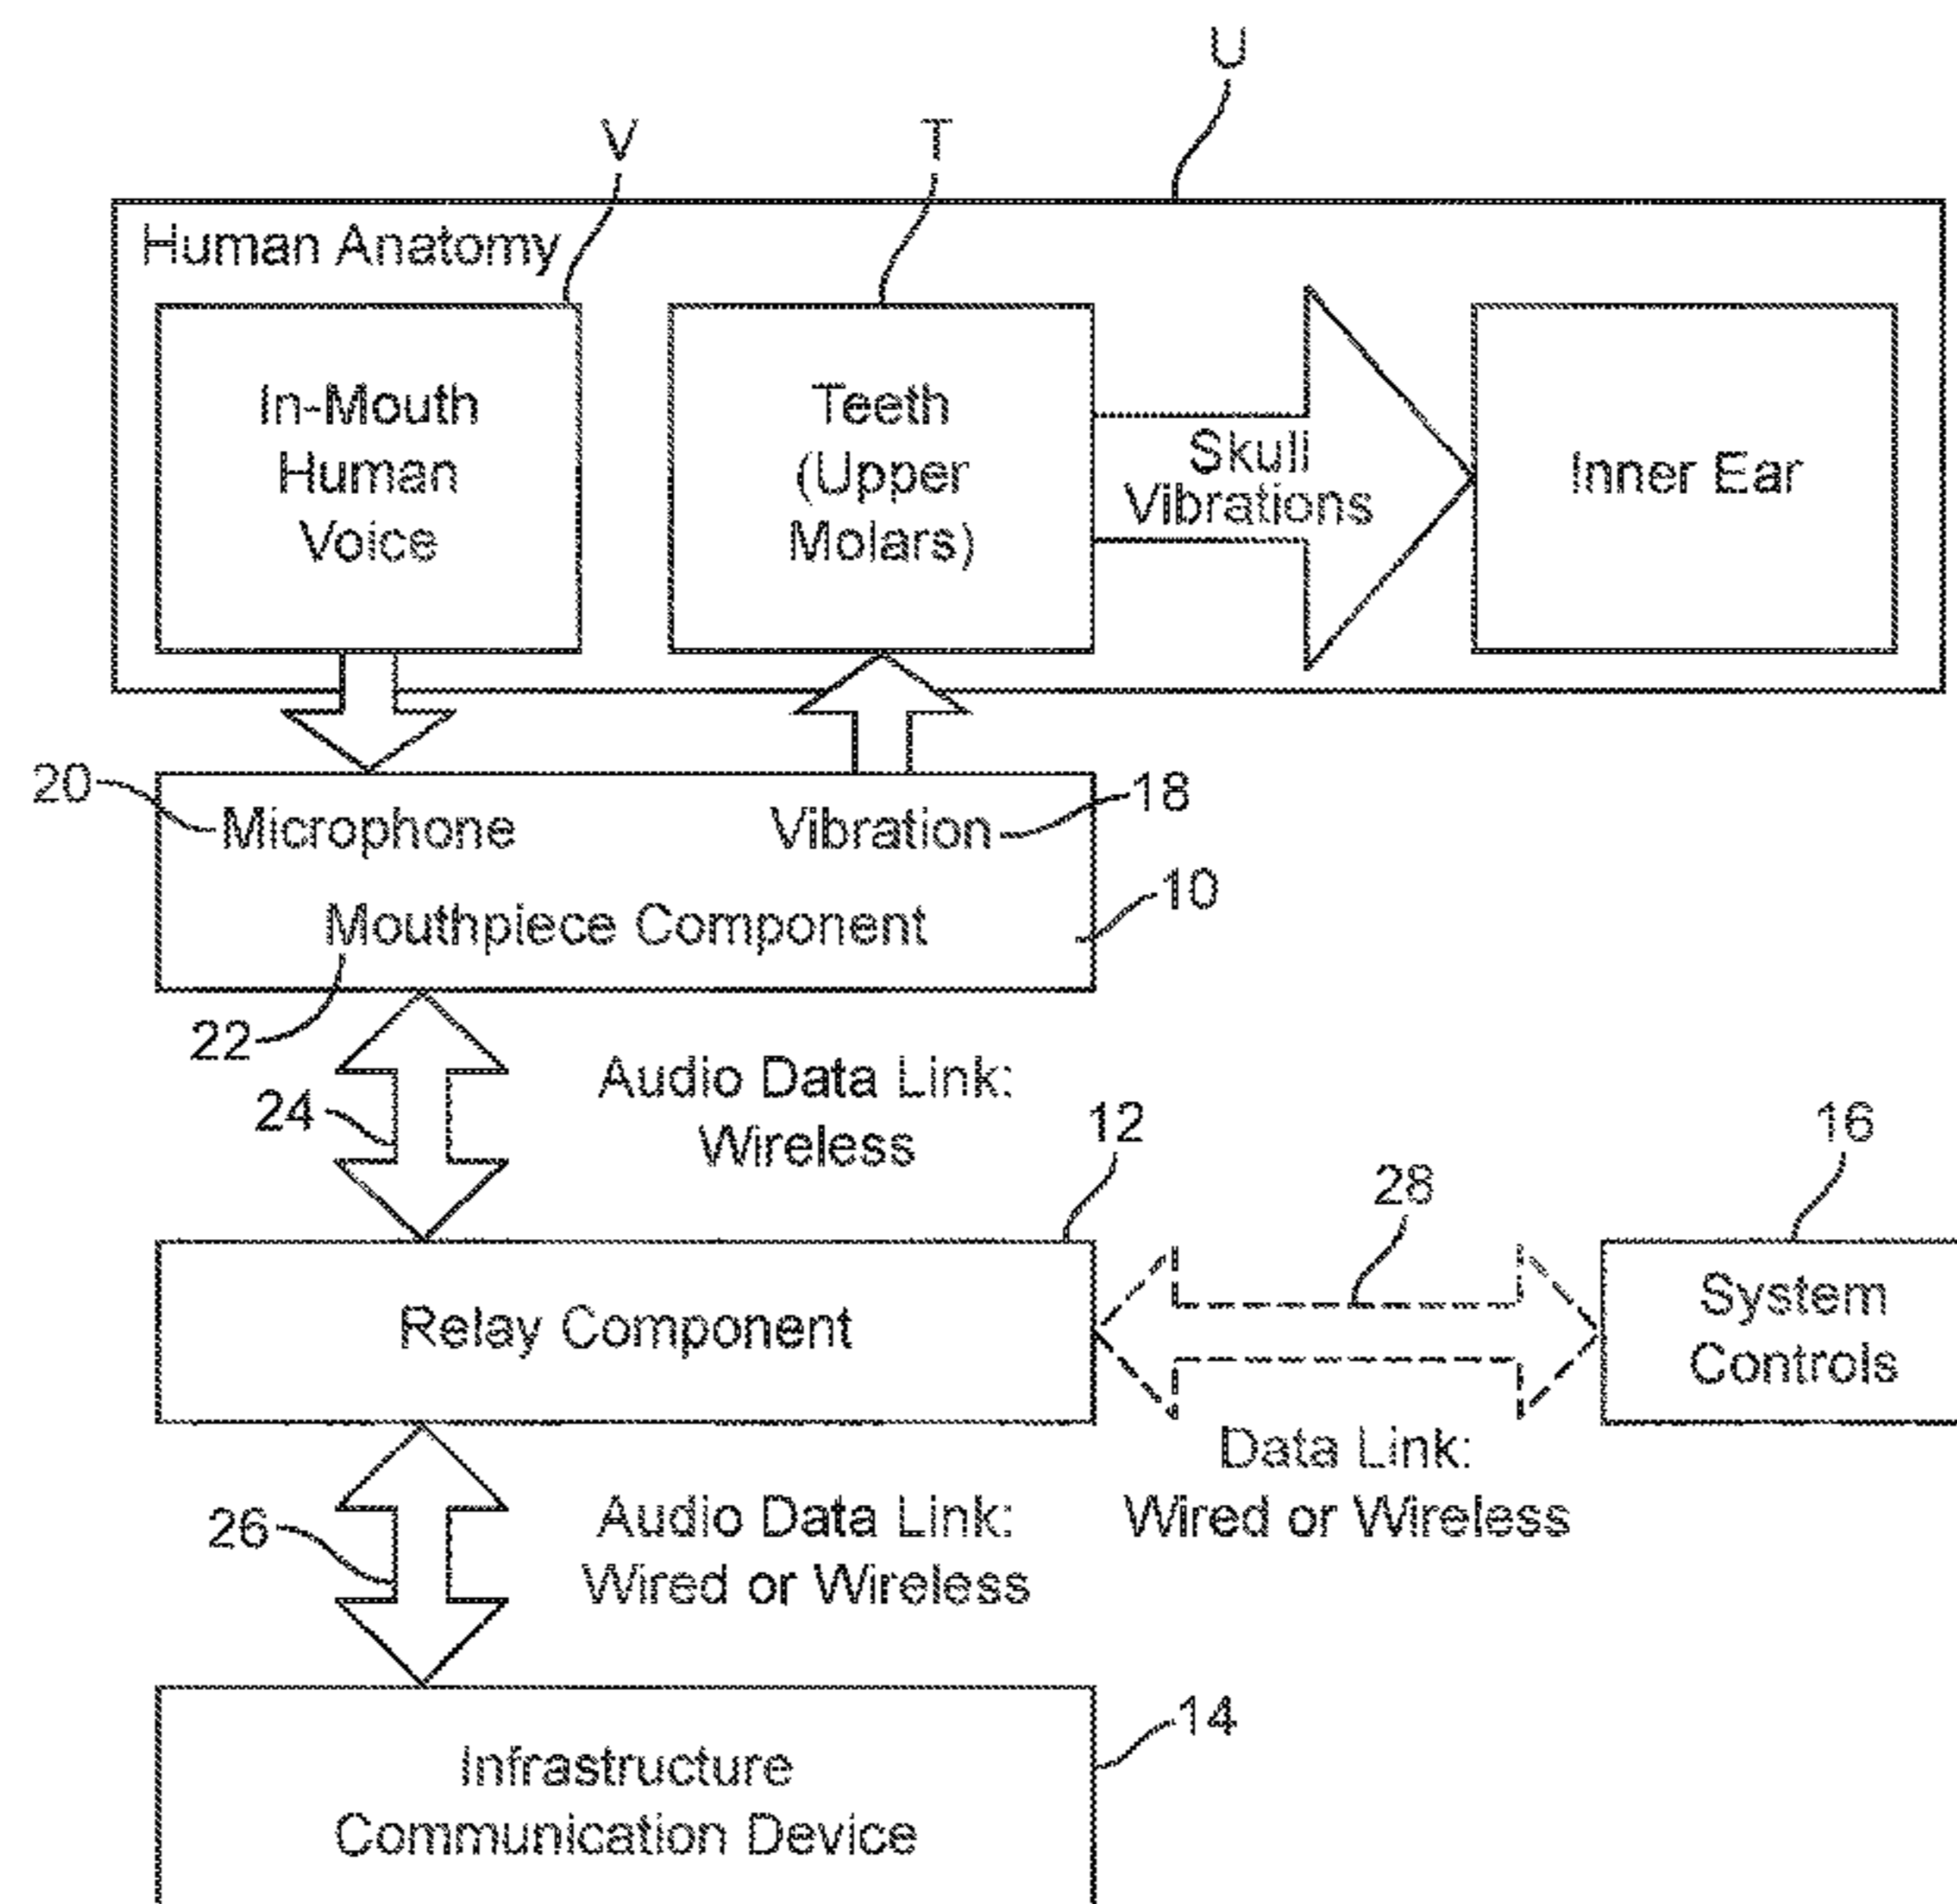 U
V
T
Human Anatomy
In-Mouth
Human
Voice
Teeth
(Upper
Molars)
Skull
Vibrations
Inner Ear
20
Microphone
Vibration
18
Mouthpiece Component
10
22
24
Audio Data Link:
Wireless
12
28
16
Relay Component
System
Controls
Data Link:
Wired or Wireless
26
Audio Data Link:
Wired or Wireless
14
Infrastructure
Communication Device